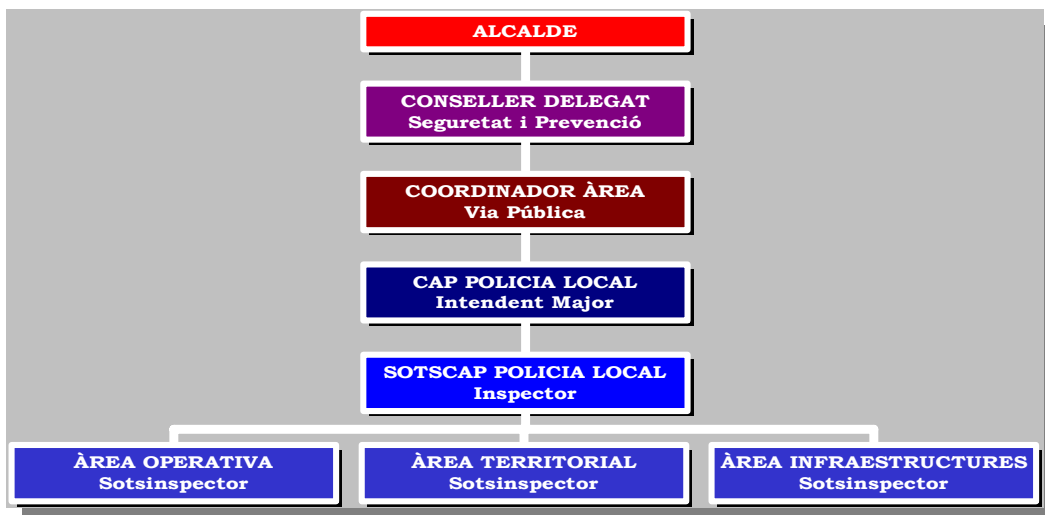 ALCALDE
CONSELLER DELEGAT
Seguretat i Prevenció
COORDINADOR ÀREA
Via Pública
CAP POLICIA LOCAL
Intendent Major
SOTSCAP POLICIA LOCAL
Inspector
ÀREA OPERATIVA
Sotsinspector
ÀREA TERRITORIAL
Sotsinspector
ÀREA INFRAESTRUCTURES
Sotsinspector